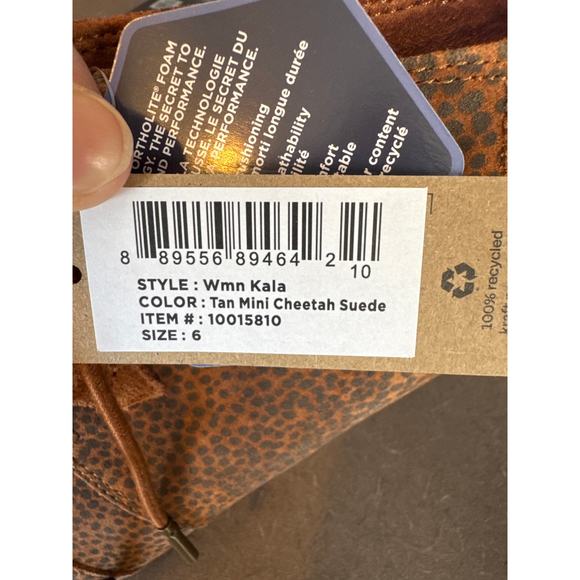 ORTHOLITE® FOAM
GY. THE SECRET TO
ND PERFORMANCE.
LA TECHNOLOGIE
USSE. LE SECRET DU
A PERFORMANCE.
cushioning
morti longue durée
athability
ilité
fort
table
r content
recyclé
8 89556 89464 2 10
STYLE : Wmn Kala
COLOR : Tan Mini Cheetah Suede
ITEM # : 10015810
SIZE : 6
100% recycled